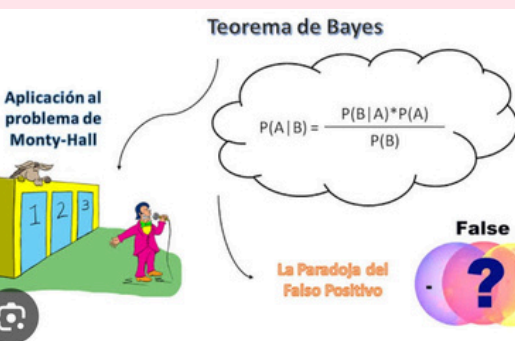 Teorema de Bayes
Aplicación al
problema de
Monty-Hall
P(A|B) = P(B|A)*P(A)
P(B)
1 2 3
La Paradoja del
Falso Positivo
False
-
?